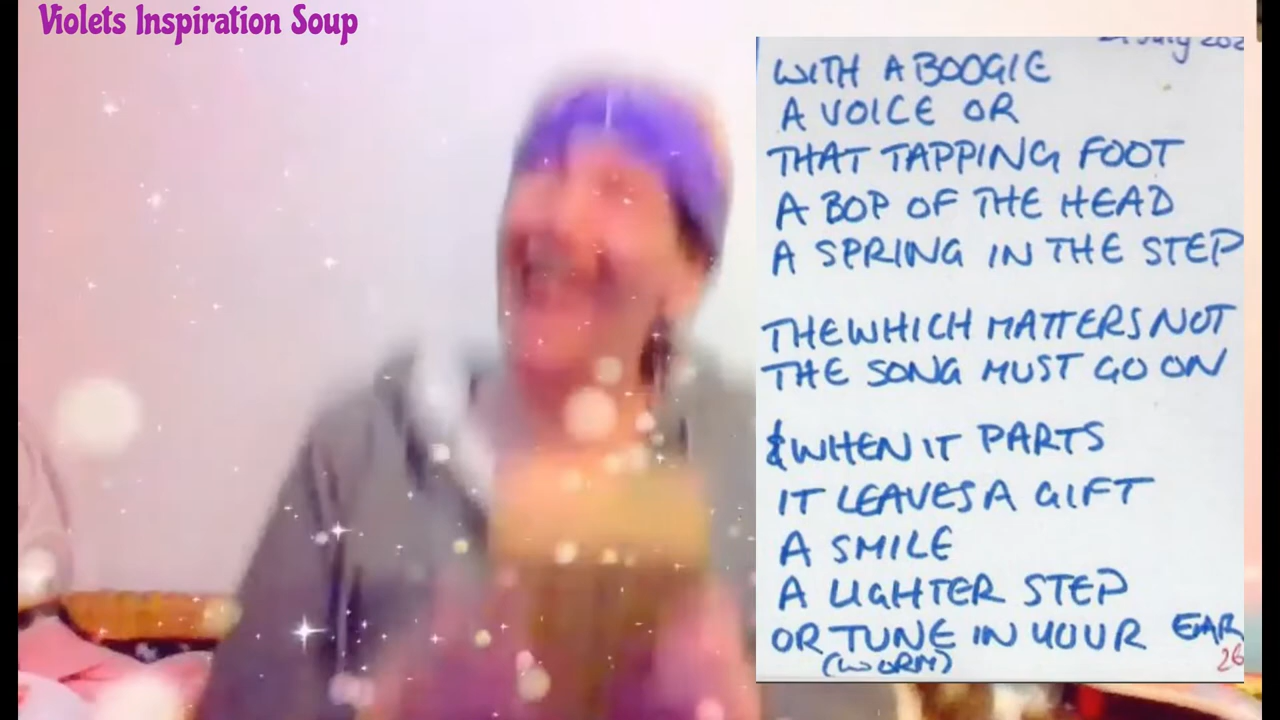 Violets Inspiration Soup
July 202
WITH A BOOGIE
A VOICE OR
THAT TAPPING FOOT
A BOP OF THE HEAD
A SPRING IN THE STEP
THE WHICH MATTERS NOT
THE SONG MUST GO ON
& WHEN IT PARTS
IT LEAVES A GIFT
A SMILE
A LIGHTER STEP
OR TUNE IN YOUR EAR
(WORM)
26